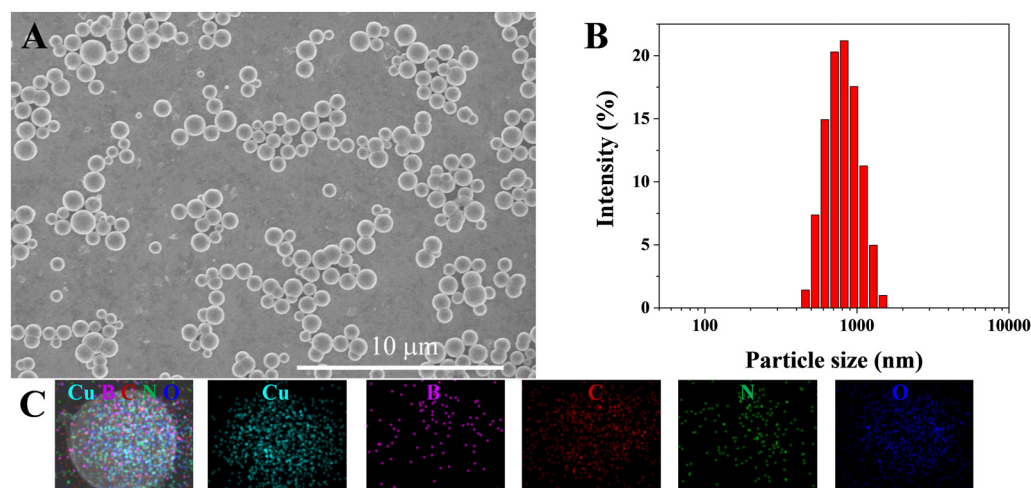 A
10 μm
B
20
15
10
5
0
Intensity (%)
100
1000
10000
Particle size (nm)
C
Cu B C N O
Cu
B
C
N
O